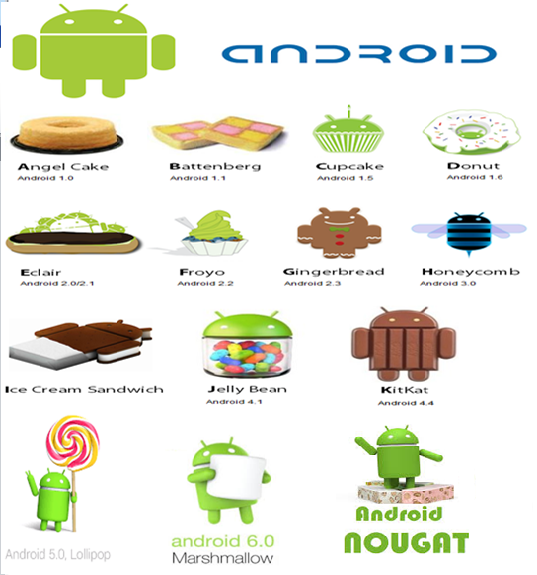 ANDROID
Angel Cake
Android 1.0
Battenberg
Android 1.1
Cupcake
Android 1.5
Donut
Android 1.6
Eclair
Android 2.0/2.1
Froyo
Android 2.2
Gingerbread
Android 2.3
Honeycomb
Android 3.0
Ice Cream Sandwich
Jelly Bean
Android 4.1
KitKat
Android 4.4
Android 5.0, Lollipop
android 6.0
Marshmallow
Android
NOUGAT